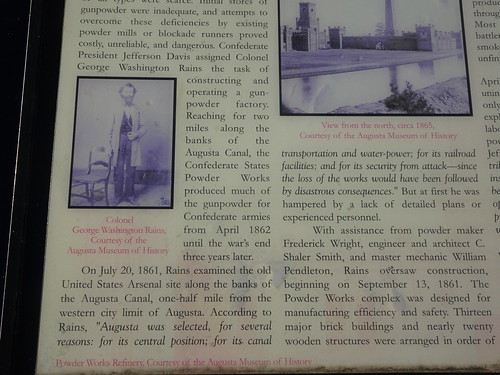 of all types were scarce. Initial stores of
gunpowder were inadequate, and attempts to
overcome these deficiencies by existing
powder mills or blockade runners proved
costly, unreliable, and dangerous. Confederate
President Jefferson Davis assigned Colonel
George Washington Rains the task of
constructing and
operating a gun-
powder factory.
Reaching for two
miles along the
banks of the
Augusta Canal, the
Confederate States
Powder Works
produced much of
the gunpowder for
Confederate armies
from April 1862
until the war's end
three years later.
Colonel
George Washington Rains,
Courtesy of the
Augusta Museum of History
On July 20, 1861, Rains examined the old
United States Arsenal site along the banks of
the Augusta Canal, one-half mile from the
western city limit of Augusta. According to
Rains, "Augusta was selected, for several
reasons: for its central position; for its canal
Powder Works Refinery, Courtesy of the Augusta Museum of History
View from the north, circa 1865,
Courtesy of the Augusta Museum of History
transportation and water-power; for its railroad
facilities; and for its security from attack—since
the loss of the works would have been followed
by disastrous consequences." But at first he was
hampered by a lack of detailed plans or
experienced personnel.
With assistance from powder maker
Frederick Wright, engineer and architect C.
Shaler Smith, and master mechanic William
Pendleton, Rains oversaw construction,
beginning on September 13, 1861. The
Powder Works complex was designed for
manufacturing efficiency and safety. Thirteen
major brick buildings and nearly twenty
wooden structures were arranged in order of